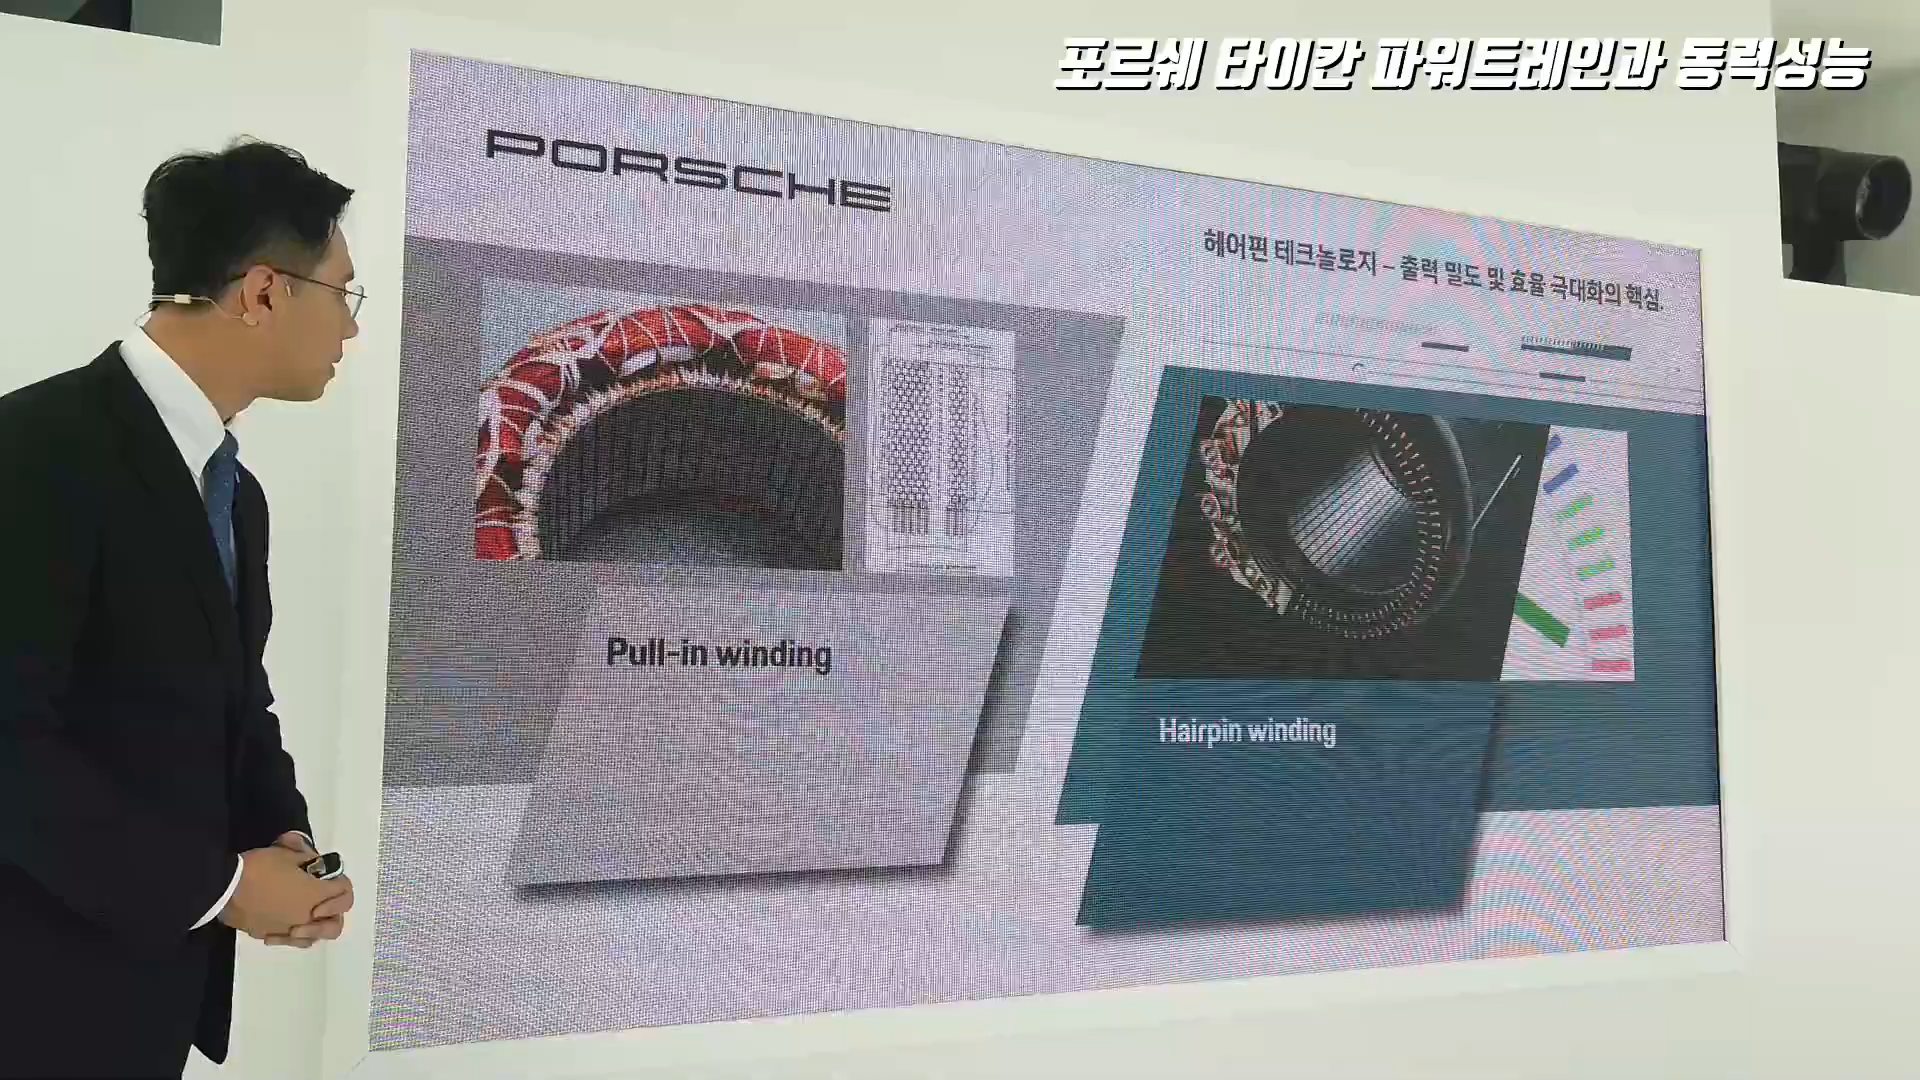 포르쉐 타이칸 파워트레인과 동력성능
PORSCHE
헤어핀 테크놀로지 – 출력 밀도 및 효율 극대화의 핵심.
Pull-in winding
Hairpin winding